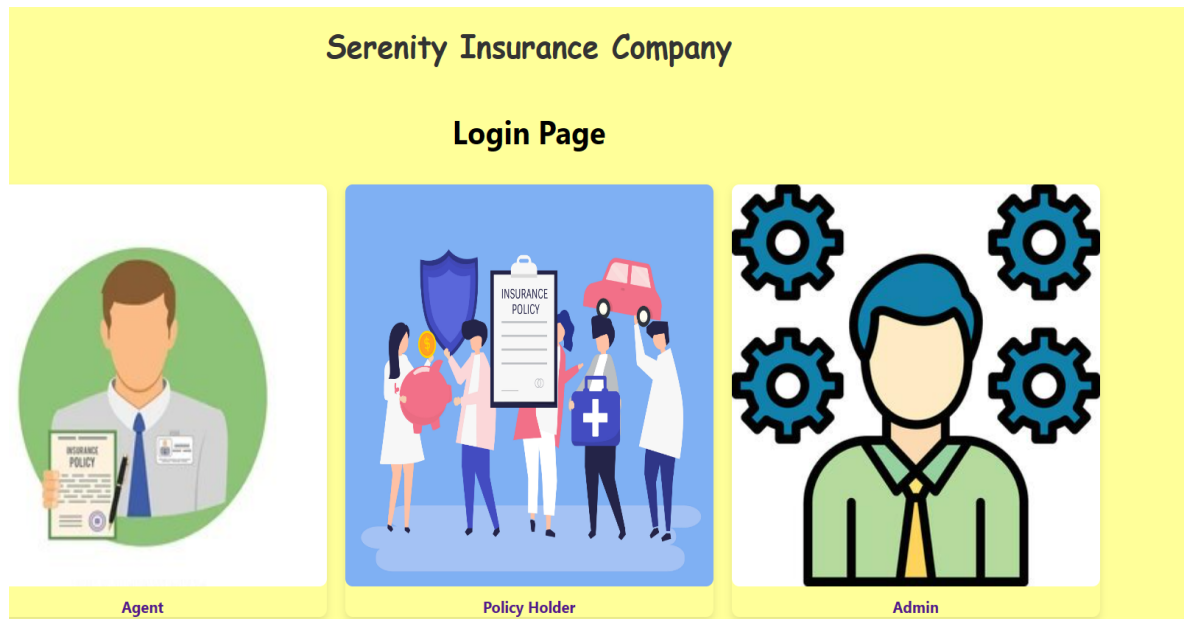 Serenity Insurance Company
Login Page
INSURANCE
POLICY
INSURANCE
POLICY
$
Agent
Policy Holder
Admin